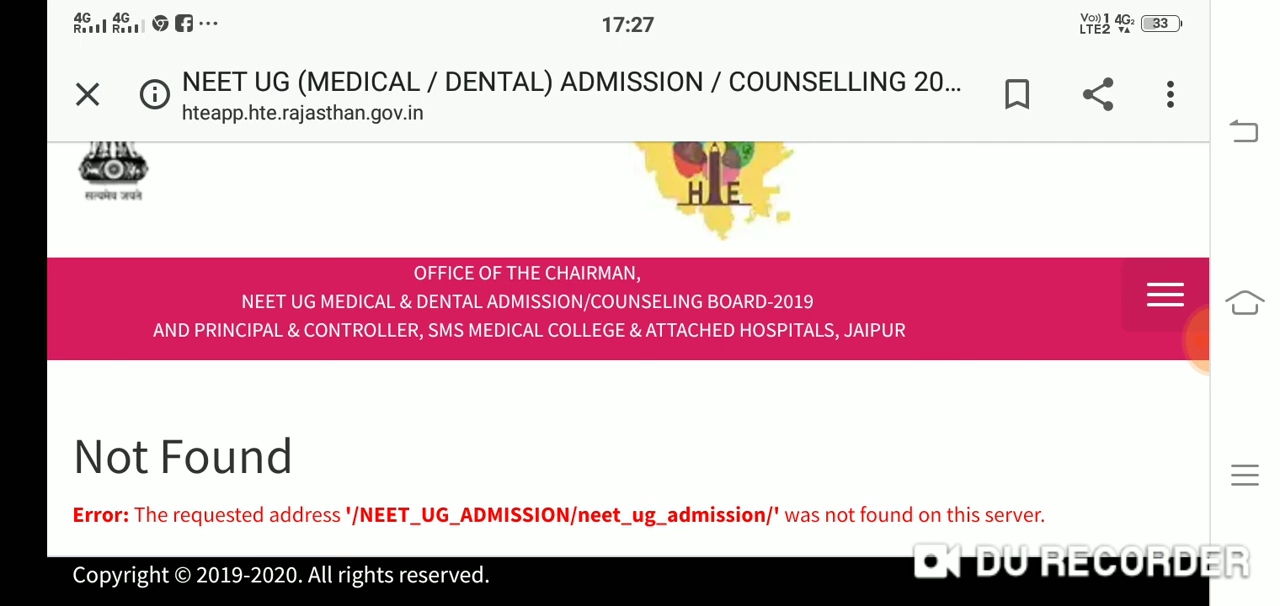 4G 4G
R R
17:27
Vo)) 1 4G2
LTE2
33
NEET UG (MEDICAL / DENTAL) ADMISSION / COUNSELLING 20...
hteapp.hte.rajasthan.gov.in
सत्यमेव जयते
H E
OFFICE OF THE CHAIRMAN,
NEET UG MEDICAL & DENTAL ADMISSION/COUNSELING BOARD-2019
AND PRINCIPAL & CONTROLLER, SMS MEDICAL COLLEGE & ATTACHED HOSPITALS, JAIPUR
Not Found
Error: The requested address '/NEET_UG_ADMISSION/neet_ug_admission/' was not found on this server.
Copyright © 2019-2020. All rights reserved.
DU RECORDER